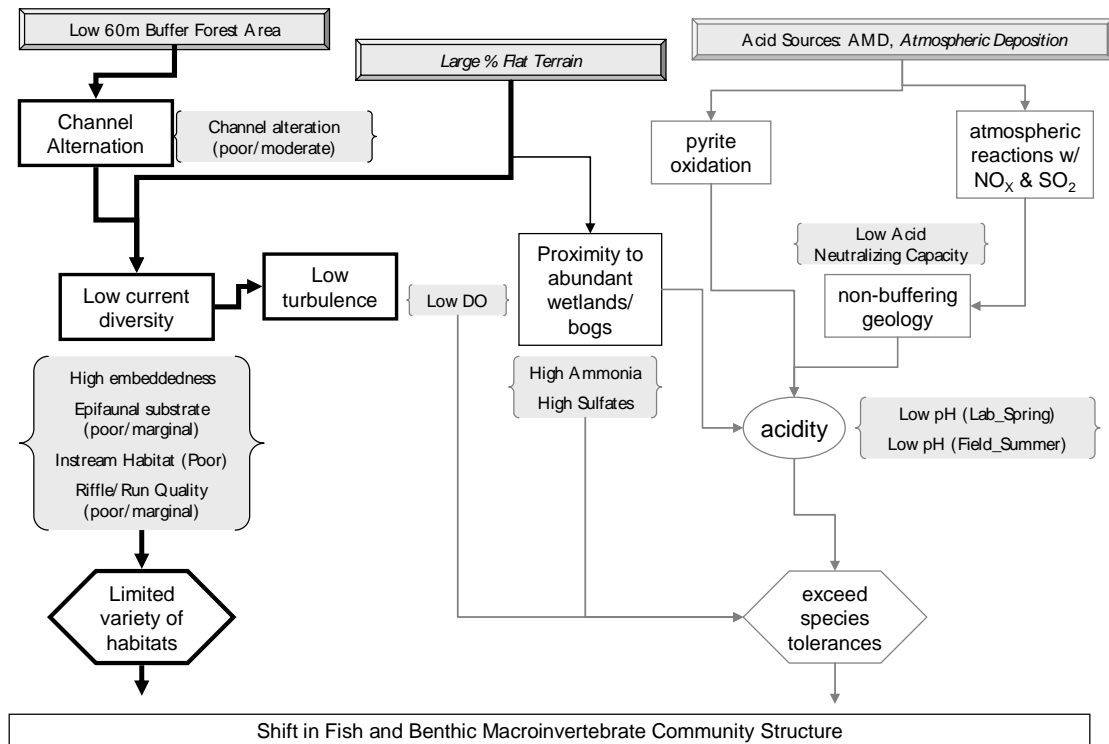 Low 60m Buffer Forest Area
Large % Flat Terrain
Acid Sources: AMD, Atmospheric Deposition
Channel
Alternation
Channel alteration
(poor/moderate)
pyrite
oxidation
atmospheric
reactions w/
NOX & SO2
Low Acid
Neutralizing Capacity
Low current
diversity
Low
turbulence
Low DO
Proximity to
abundant
wetlands/
bogs
non-buffering
geology
High embeddedness
Epifaunal substrate
(poor/marginal)
Instream Habitat (Poor)
Riffle/Run Quality
(poor/marginal)
High Ammonia
High Sulfates
acidity
Low pH (Lab_Spring)
Low pH (Field_Summer)
Limited
variety of
habitats
exceed
species
tolerances
Shift in Fish and Benthic Macroinvertebrate Community Structure